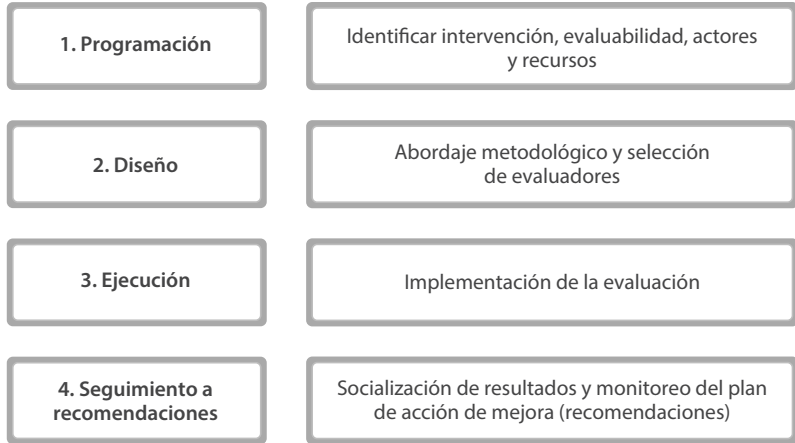 1. Programación
Identificar intervención, evaluabilidad, actores
y recursos
2. Diseño
Abordaje metodológico y selección
de evaluadores
3. Ejecución
Implementación de la evaluación
4. Seguimiento a
recomendaciones
Socialización de resultados y monitoreo del plan
de acción de mejora (recomendaciones)